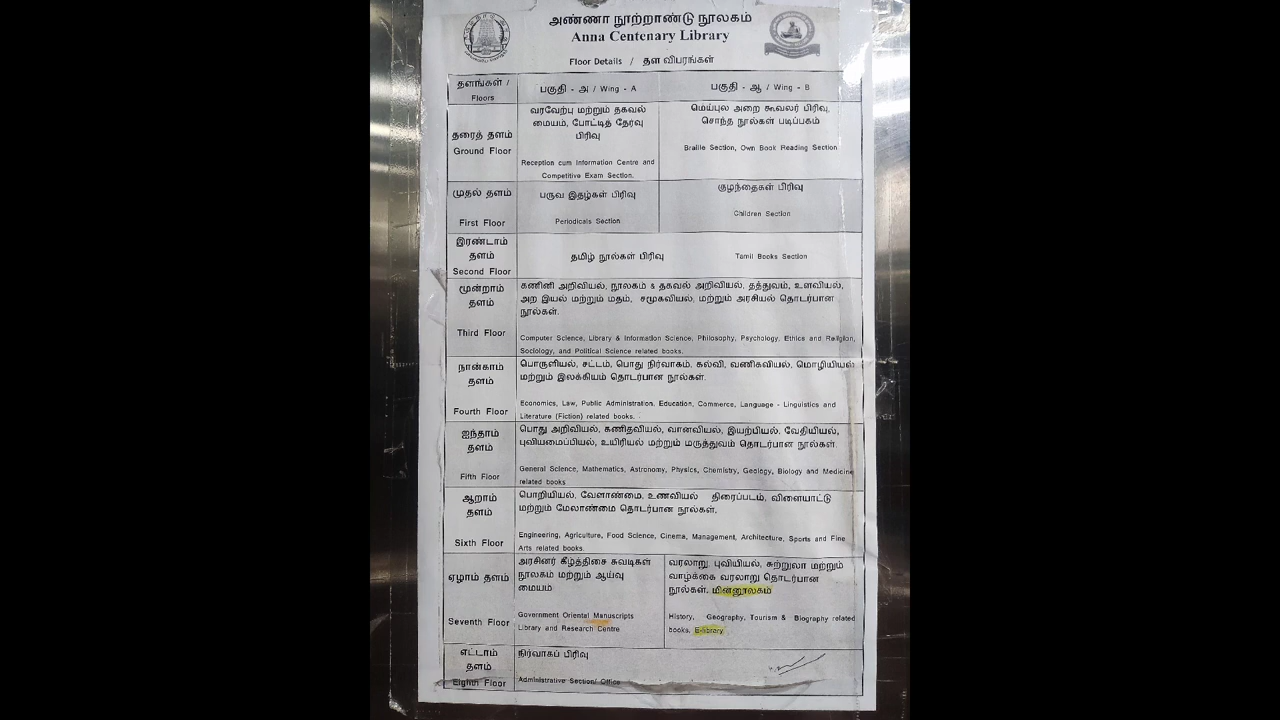 அண்ணா நூற்றாண்டு நூலகம்
Anna Centenary Library
Floor Details / தள விபரங்கள்
தளங்கள் /
Floors
பகுதி - அ / Wing - A
பகுதி - ஆ / Wing - B
தரைத் தளம்
Ground Floor
வரவேற்பு மற்றும் தகவல்
மையம், போட்டித் தேர்வு
பிரிவு
Reception cum Information Centre and
Competitive Exam Section.
மெய்புல அறை கூவலர் பிரிவு,
சொந்த நூல்கள் படிப்பகம்
Braille Section, Own Book Reading Section
முதல் தளம்
First Floor
பருவ இதழ்கள் பிரிவு
Periodicals Section
குழந்தைகள் பிரிவு
Children Section
இரண்டாம்
தளம்
Second Floor
தமிழ் நூல்கள் பிரிவு
Tamil Books Section
மூன்றாம்
தளம்
Third Floor
கணினி அறிவியல், நூலகம் & தகவல் அறிவியல், தத்துவம், உளவியல்,
அற இயல் மற்றும் மதம், சமூகவியல், மற்றும் அரசியல் தொடர்பான
நூல்கள்.
Computer Science, Library & Information Science, Philosophy, Psychology, Ethics and Religion,
Sociology, and Political Science related books.
நான்காம்
தளம்
Fourth Floor
பொருளியல், சட்டம், பொது நிர்வாகம், கல்வி, வணிகவியல், மொழியியல்
மற்றும் இலக்கியம் தொடர்பான நூல்கள்.
Economics, Law, Public Administration. Education, Commerce, Language - Linguistics and
Literature (Fiction) related books.
ஐந்தாம்
தளம்
Fifth Floor
பொது அறிவியல், கணிதவியல், வானவியல், இயற்பியல். வேதியியல்,
புவியமைப்பியல், உயிரியல் மற்றும் மருத்துவம் தொடர்பான நூல்கள்.
General Science, Mathematics, Astronomy, Physics, Chemistry, Geology, Biology and Medicine
related books
ஆறாம்
தளம்
Sixth Floor
பொறியியல், வேளாண்மை, உணவியல் திரைப்படம், விளையாட்டு
மற்றும் மேலாண்மை தொடர்பான நூல்கள்.
Engineering, Agriculture, Food Science, Cinema, Management, Architecture, Sports and Fine
Arts related books.
ஏழாம் தளம்
Seventh Floor
அரசினர் கீழ்த்திசை சுவடிகள்
நூலகம் மற்றும் ஆய்வு
மையம்
Government Oriental Manuscripts
Library and Research Centre
வரலாறு, புவியியல், சுற்றுலா மற்றும்
வாழ்க்கை வரலாறு தொடர்பான
நூல்கள். மின்னூலகம்
History, Geography, Tourism & Biography related
books. E-library
எட்டாம்
தளம்
Eighth Floor
நிர்வாகப் பிரிவு
Administrative Section/ Office